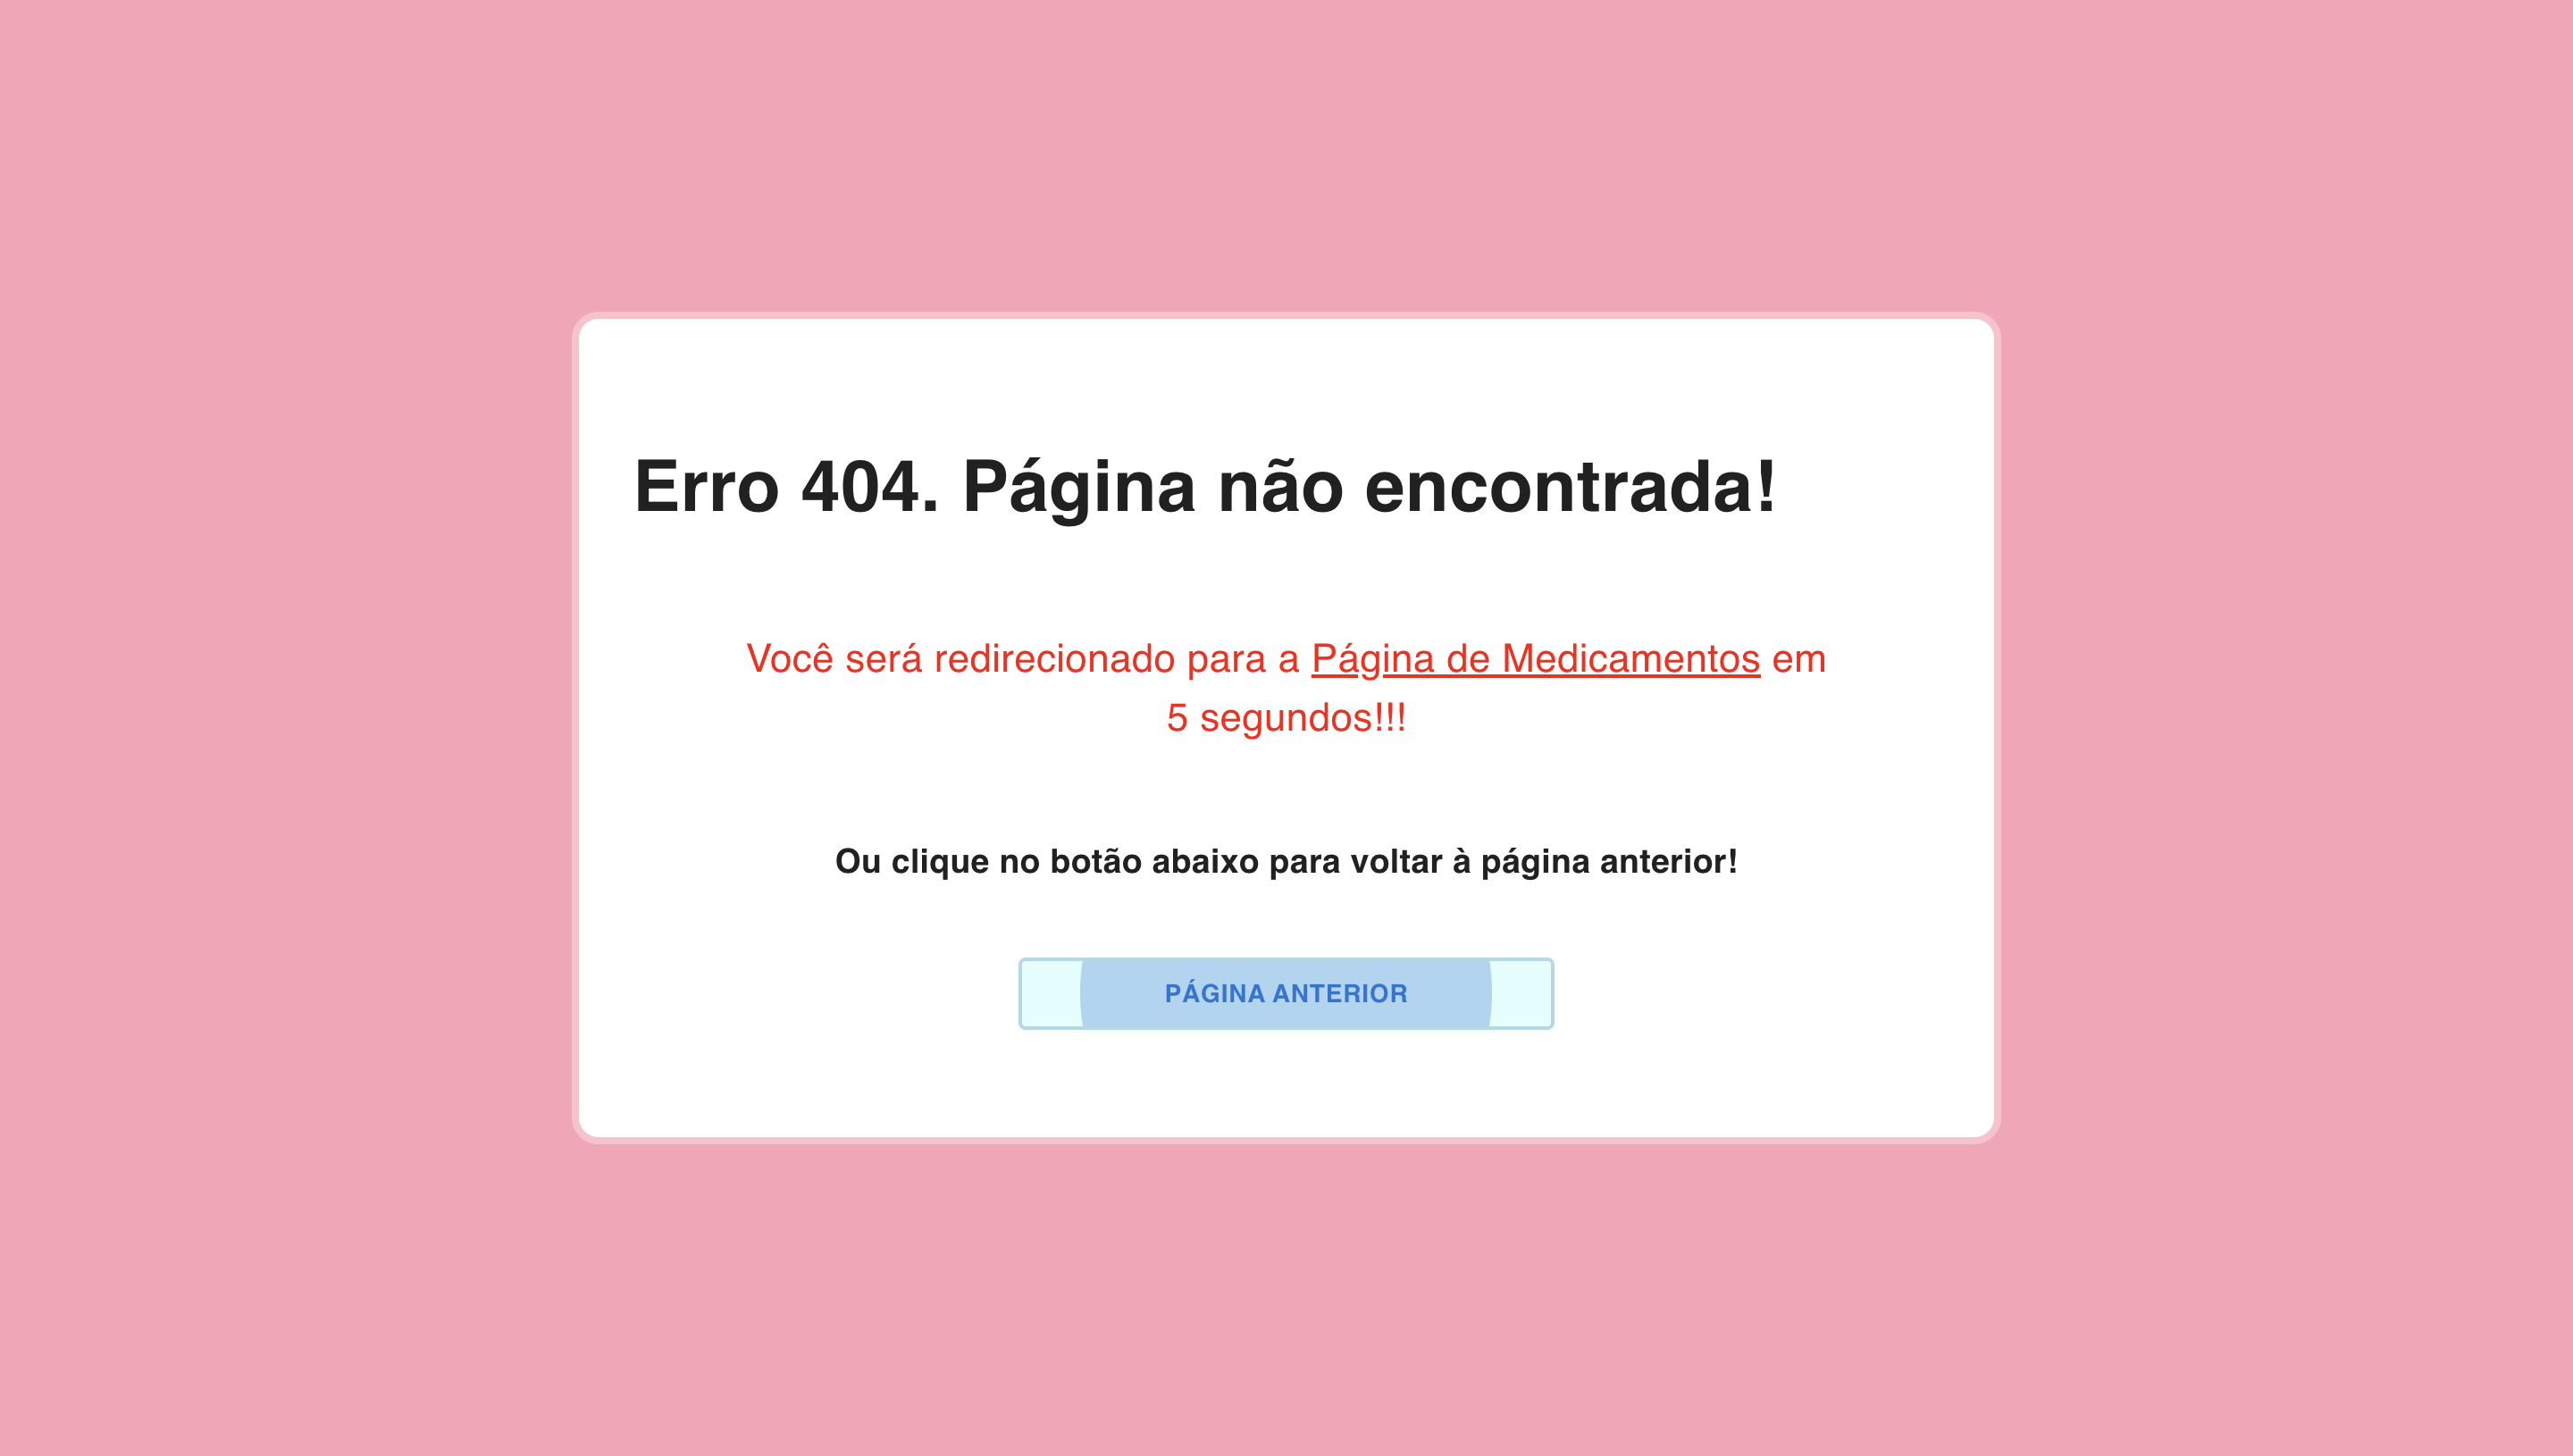 Erro 404. Página não encontrada!
Você será redirecionado para a Página de Medicamentos em
5 segundos!!!
Ou clique no botão abaixo para voltar à página anterior!
PÁGINA ANTERIOR